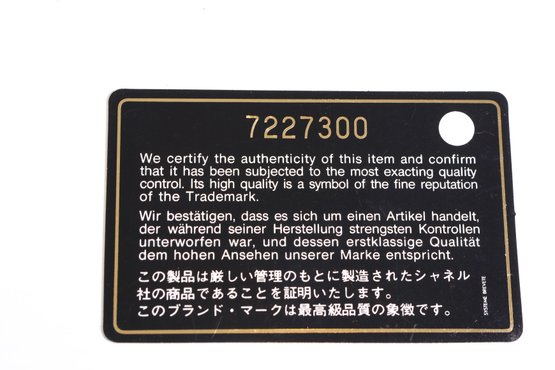 7227300
We certify the authenticity of this item and confirm
that it has been subjected to the most exacting quality
control. Its high quality is a symbol of the fine reputation
of the Trademark.
Wir bestätigen, dass es sich um einen Artikel handelt,
der während seiner Herstellung strengsten Kontrollen
unterworfen war, und dessen erstklassige Qualität
dem hohen Ansehen unserer Marke entspricht.
この製品は厳しい管理のもとに製造されたシャネル
社の商品であることを証明いたします。
このブランド・マークは最高級品質の象徴です。
SYSTEME BREVETE